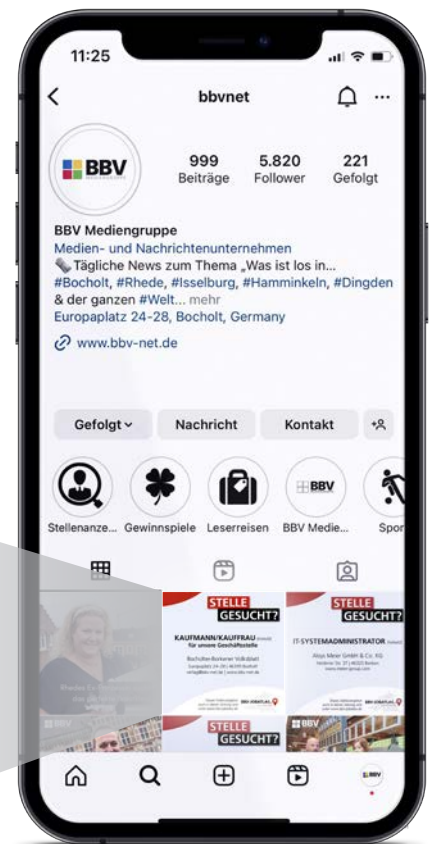 11:25
bbvnet
BBV
999 5.820 221
Beiträge Follower Gefolgt
BBV Mediengruppe
Medien- und Nachrichtenunternehmen
🗞️Tägliche News zum Thema „Was ist los in...
#Bocholt, #Rhede, #Isselburg, #Hamminkeln, #Dingden
& der ganzen #Welt... mehr
Europaplatz 24-28, Bocholt, Germany
www.bbv-net.de
Gefolgt Nachricht Kontakt
BBV
Stellenanze... Gewinnspiele Leserreisen BBV Medie... Spor
STELLE
GESUCHT?
KAUFMANN/KAUFFRAU
für unsere Geschäftsstelle
Bocholter-Borkener Volksblatt
STELLE
GESUCHT?
IT-SYSTEMADMINISTRATOR
BBV
STELLE
GESUCHT?
BBV